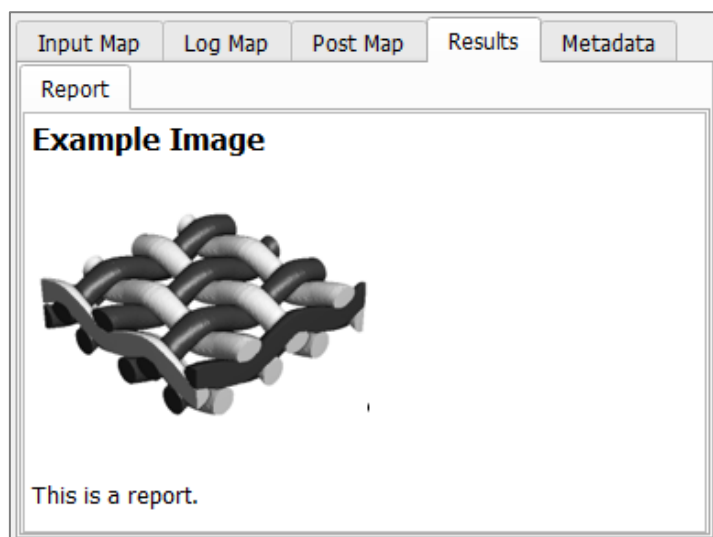 Input Map Log Map Post Map Results Metadata
Report
Example Image
This is a report.